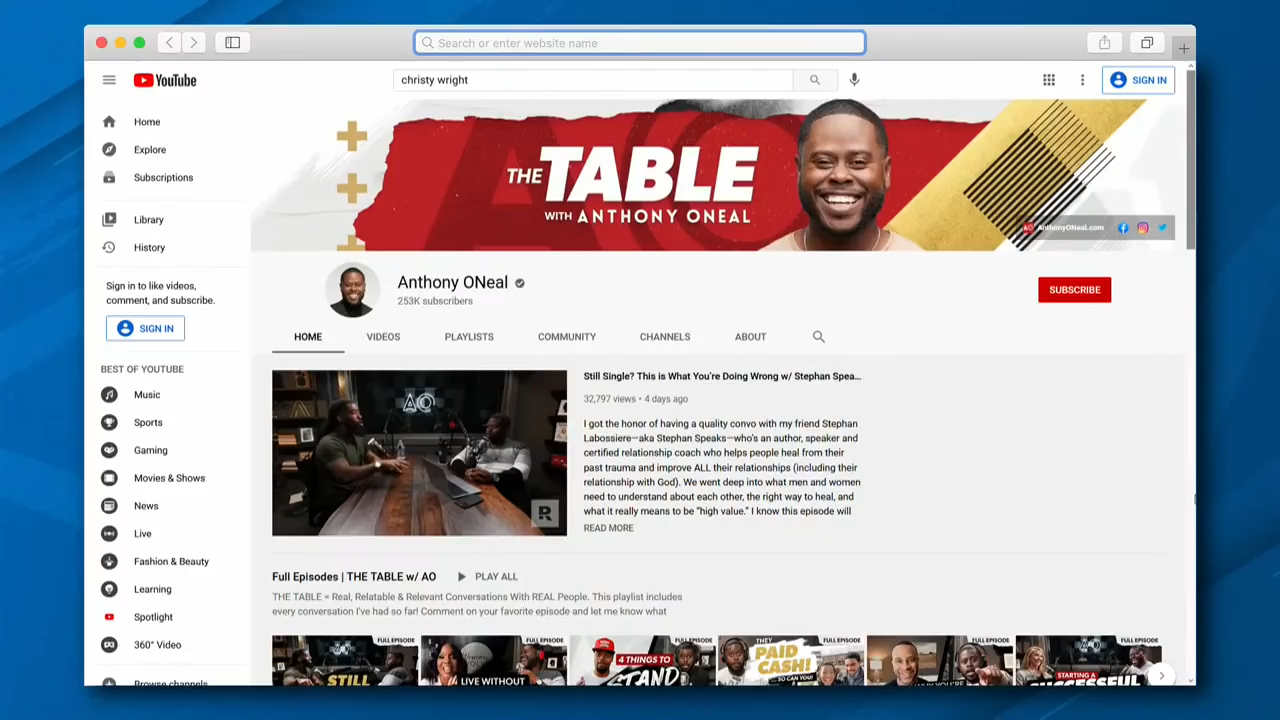 Search or enter website name
YouTube
christy wright
SIGN IN
Home
Explore
Subscriptions
Library
History
Sign in to like videos,
comment, and subscribe.
SIGN IN
BEST OF YOUTUBE
Music
Sports
Gaming
Movies & Shows
News
Live
Fashion & Beauty
Learning
Spotlight
360° Video
Browse channels
THE TABLE
WITH ANTHONY ONEAL
AO AnthonyONeal.com
Anthony ONeal
253K subscribers
SUBSCRIBE
HOME VIDEOS PLAYLISTS COMMUNITY CHANNELS ABOUT
AO
R
Still Single? This is What You're Doing Wrong w/ Stephan Spea...
32,797 views • 4 days ago
I got the honor of having a quality convo with my friend Stephan
Labossiere—aka Stephan Speaks—who's an author, speaker and
certified relationship coach who helps people heal from their
past trauma and improve ALL their relationships (including their
relationship with God). We went deep into what men and women
need to understand about each other, the right way to heal, and
what it really means to be "high value." I know this episode will
READ MORE
Full Episodes | THE TABLE w/ AO PLAY ALL
THE TABLE = Real, Relatable & Relevant Conversations With REAL People. This playlist includes
every conversation I've had so far! Comment on your favorite episode and let me know what
FULL EPISODE FULL EPISODE FULL EPISODE FULL EPISODE FULL EPISODE FULL EPISODE
STILL
LIVE WITHOUT
4 THINGS TO
STAND
THEY
PAID
CASH!
...SO CAN YOU!
STARTING A
SUCCESSFUL